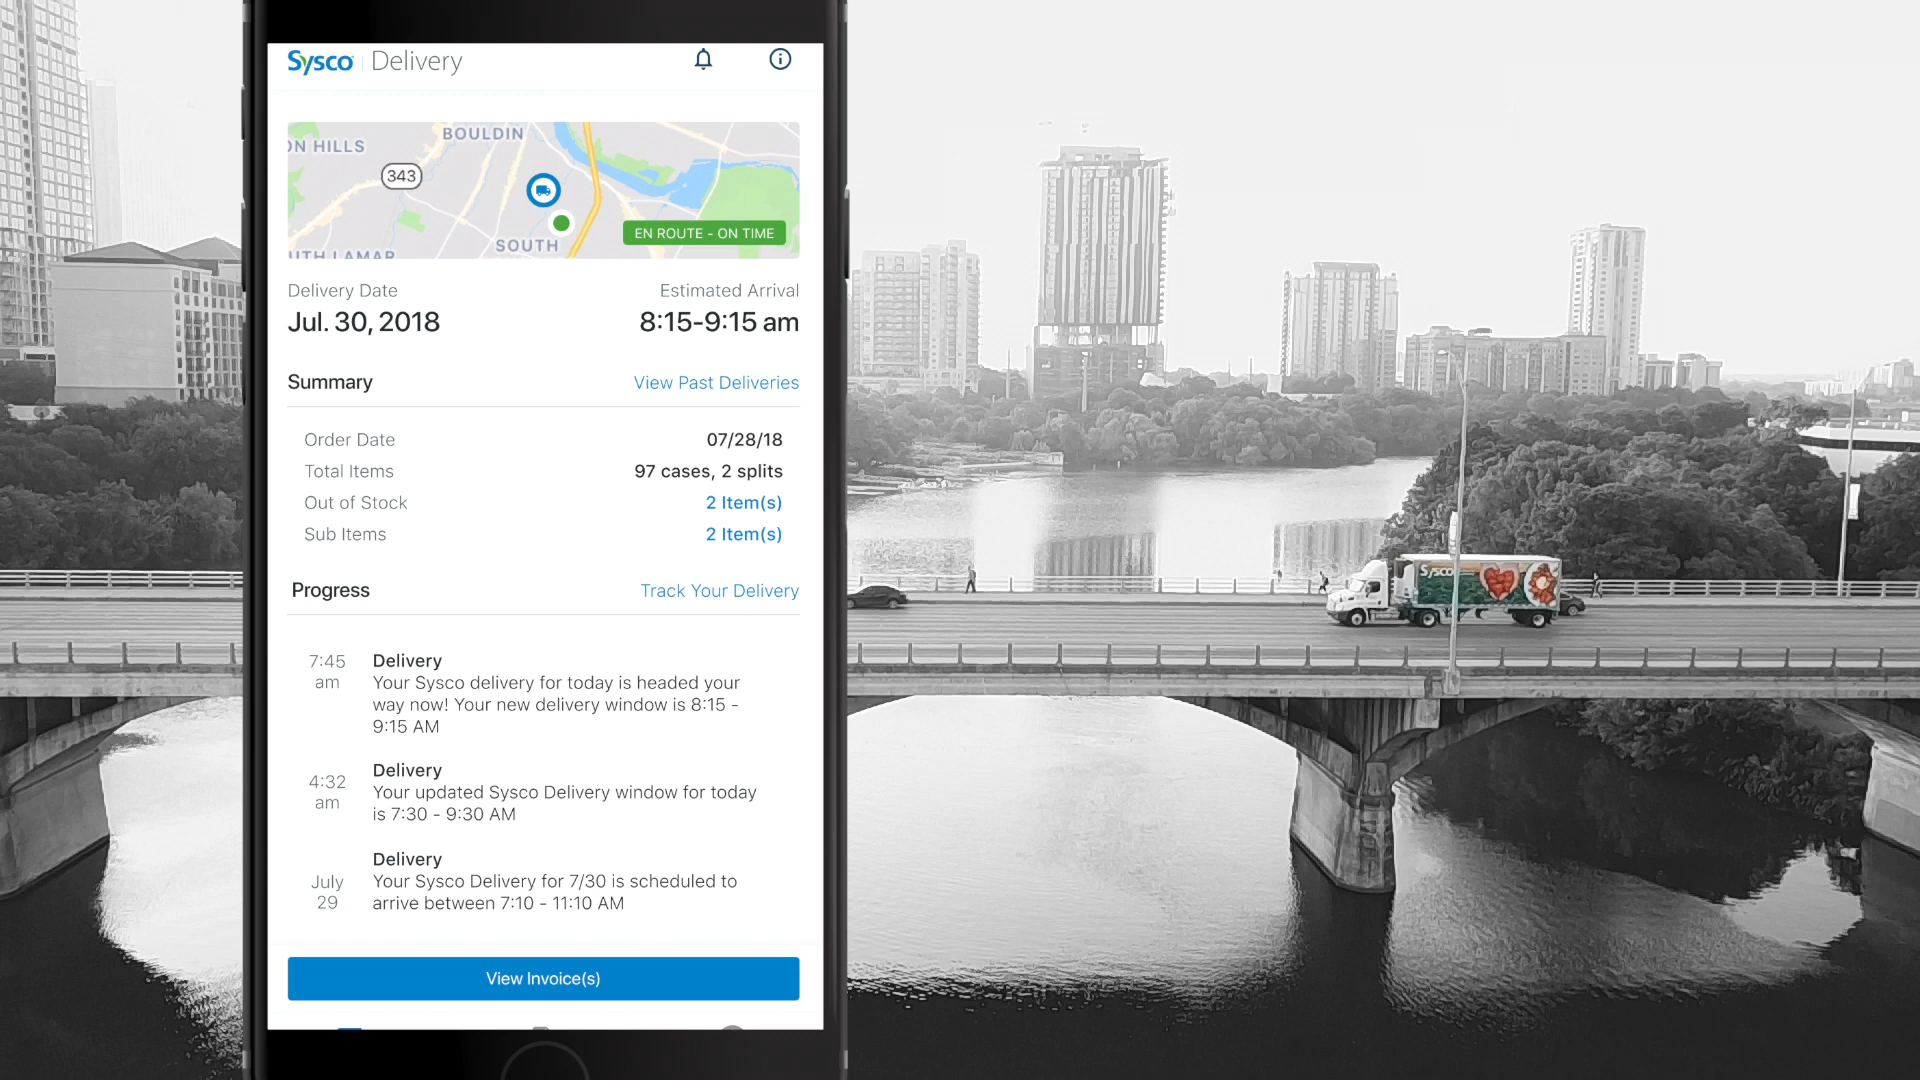 Sysco Delivery
BOULDIN
ON HILLS
343
SOUTH
EN ROUTE - ON TIME
UTH LAMAR
Delivery Date
Estimated Arrival
Jul. 30, 2018
8:15-9:15 am
Summary
View Past Deliveries
Order Date
07/28/18
Total Items
97 cases, 2 splits
Out of Stock
2 Item(s)
Sub Items
2 Item(s)
Progress
Track Your Delivery
7:45
am
Delivery
Your Sysco delivery for today is headed your
way now! Your new delivery window is 8:15 -
9:15 AM
4:32
am
Delivery
Your updated Sysco Delivery window for today
is 7:30 - 9:30 AM
July
29
Delivery
Your Sysco Delivery for 7/30 is scheduled to
arrive between 7:10 - 11:10 AM
View Invoice(s)
Sysco